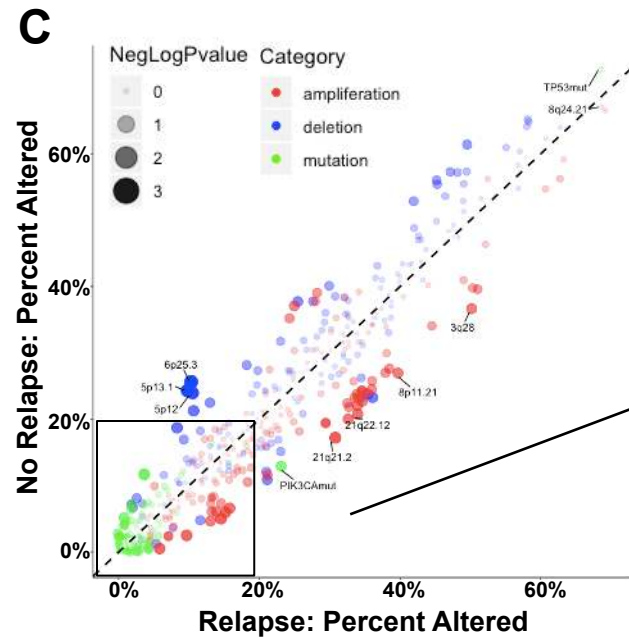 C
NegLogPvalue
0
1
2
3
Category
ampliferation
deletion
mutation
TP53mut
8q24.21
60%
40%
3q28
6p25.3
5p13.1
5p12
8p11.21
20%
21q22.12
21q21.2
PIK3CAmut
0%
0%
20%
40%
60%
No Relapse: Percent Altered
Relapse: Percent Altered